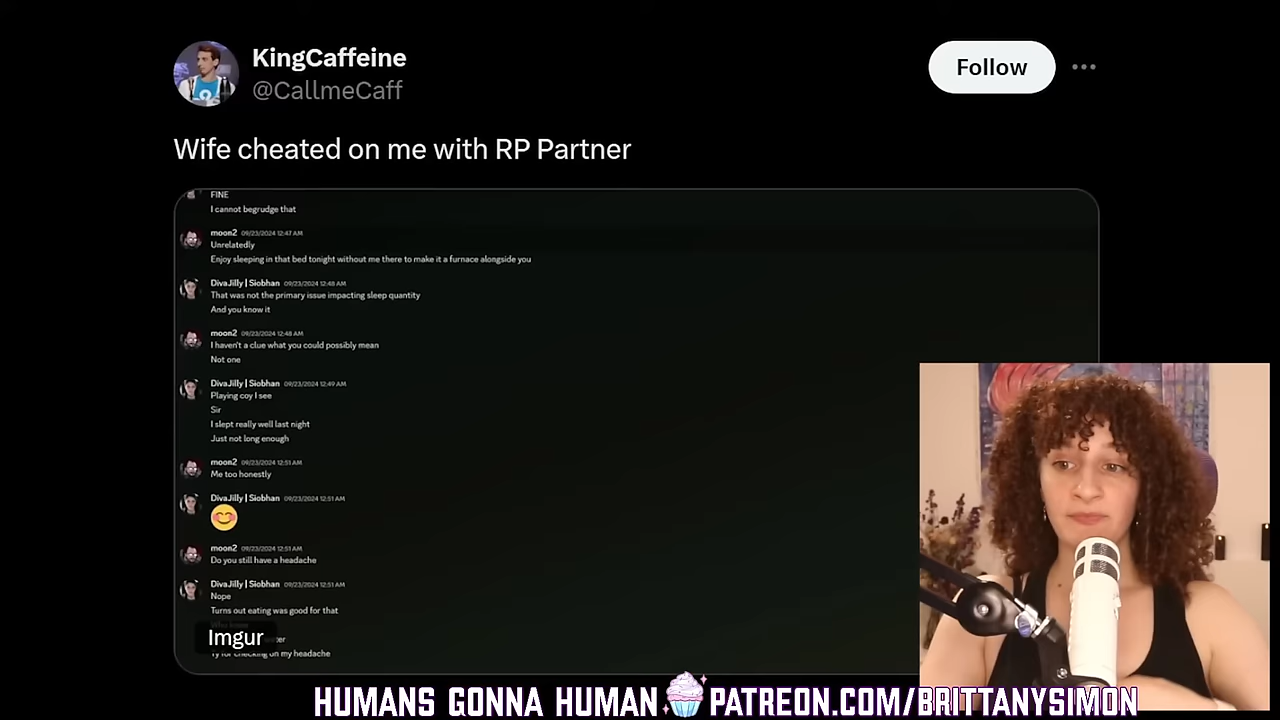 KingCaffeine
@CallmeCaff
Follow
Wife cheated on me with RP Partner
FINE
I cannot begrudge that
moon2 09/23/2024 12:47 AM
Unrelatedly
Enjoy sleeping in that bed tonight without me there to make it a furnace alongside you
DivaJilly | Siobhan 09/23/2024 12:48 AM
That was not the primary issue impacting sleep quantity
And you know it
moon2 09/23/2024 12:48 AM
I haven't a clue what you could possibly mean
Not one
DivaJilly | Siobhan 09/23/2024 12:49 AM
Playing coy I see
Sir
I slept really well last night
Just not long enough
moon2 09/23/2024 12:51 AM
Me too honestly
DivaJilly | Siobhan 09/23/2024 12:51 AM
moon2 09/23/2024 12:51 AM
Do you still have a headache
DivaJilly | Siobhan 09/23/2024 12:51 AM
Nope
Turns out eating was good for that
Imgur
Ty for checking on my headache
HUMANS GONNA HUMAN PATREON.COM/BRITTANYSIMON